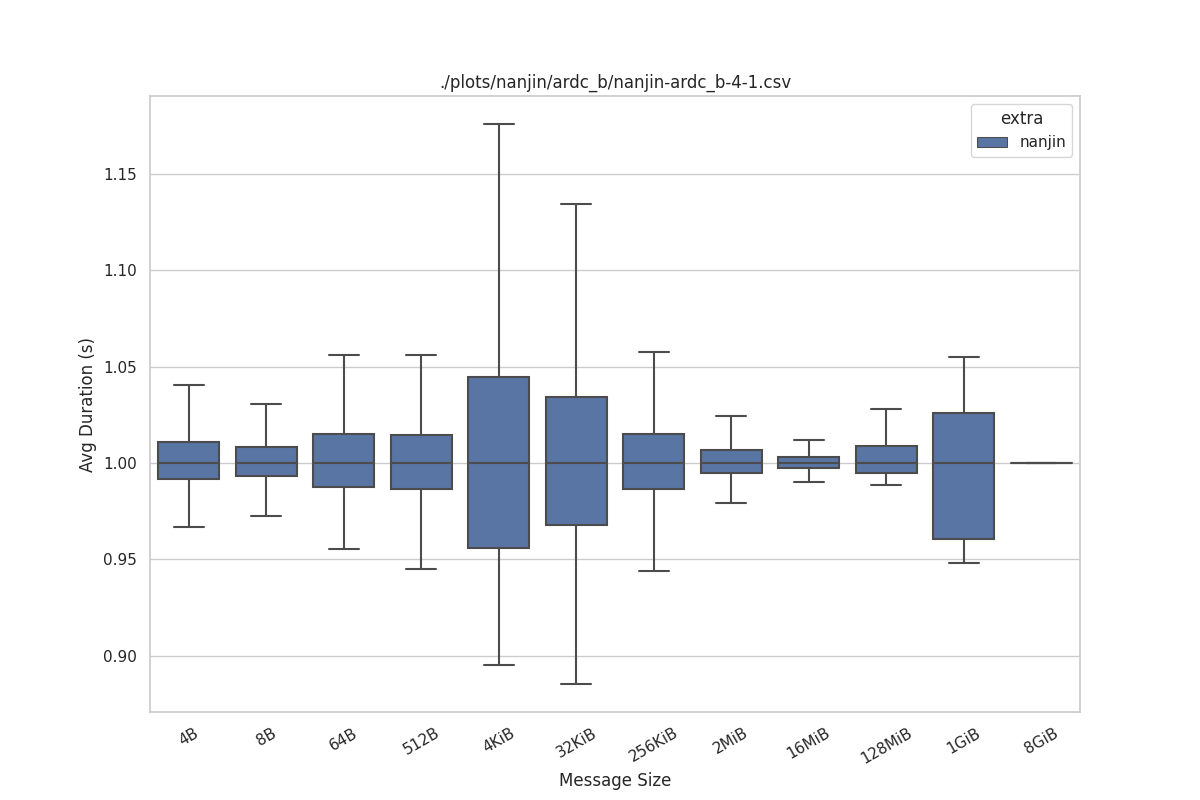 ./plots/nanjin/ardc_b/nanjin-ardc_b-4-1.csv
extra
nanjin
Avg Duration (s)
1.15
1.10
1.05
1.00
0.95
0.90
4B 8B 64B 512B 4KiB 32KiB 256KiB 2MiB 16MiB 128MiB 1GiB 8GiB
Message Size